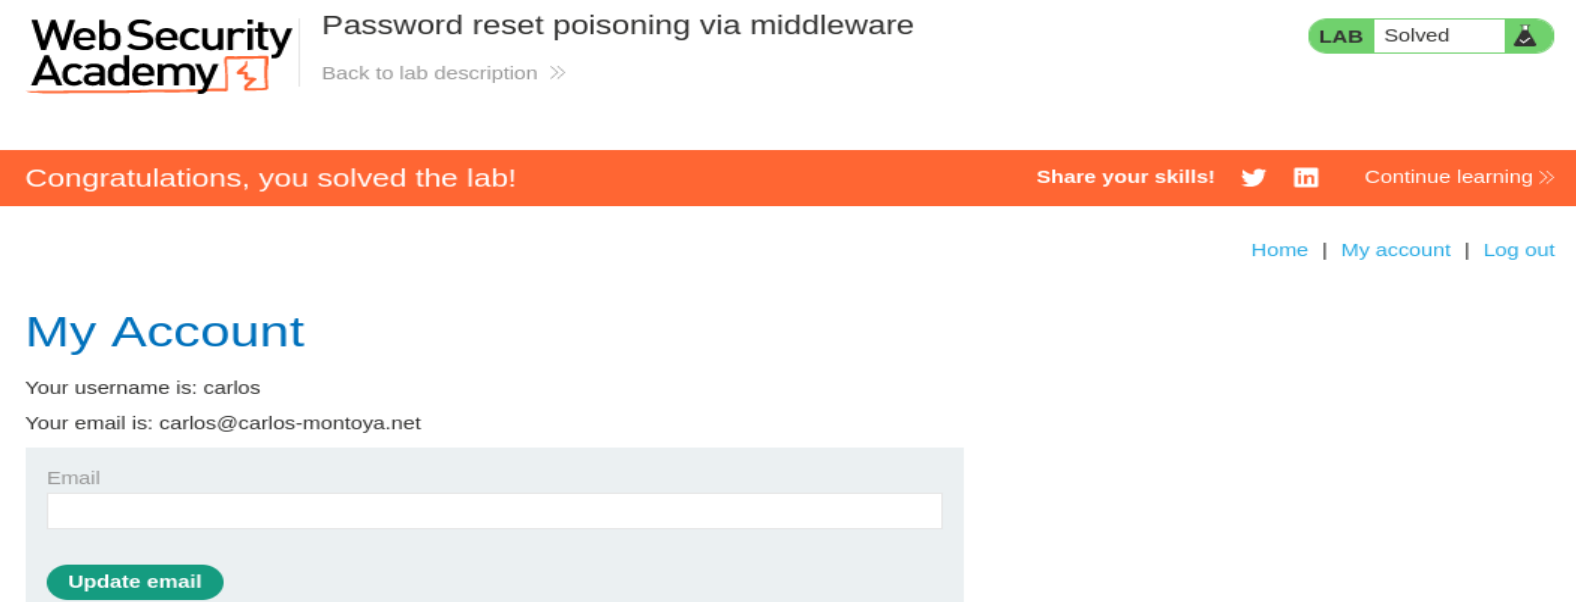 Web Security
Academy
Password reset poisoning via middleware
Back to lab description
LAB Solved
Congratulations, you solved the lab!
Share your skills!
Continue learning
Home | My account | Log out
My Account
Your username is: carlos
Your email is: carlos@carlos-montoya.net
Email
Update email